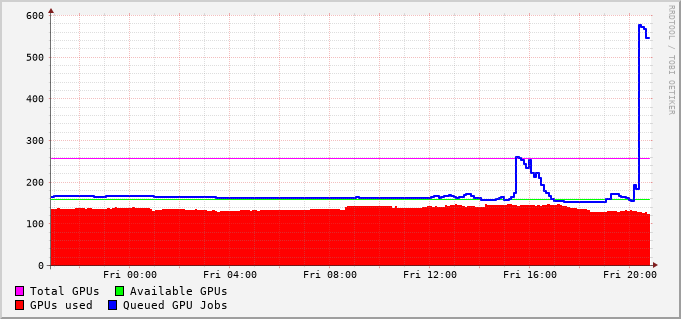 600
500
400
300
200
100
0
Fri 00:00 Fri 04:00 Fri 08:00 Fri 12:00 Fri 16:00 Fri 20:00
Total GPUs Available GPUs
GPUs used Queued GPU Jobs
RRDTOOL / TOBI OETIKER